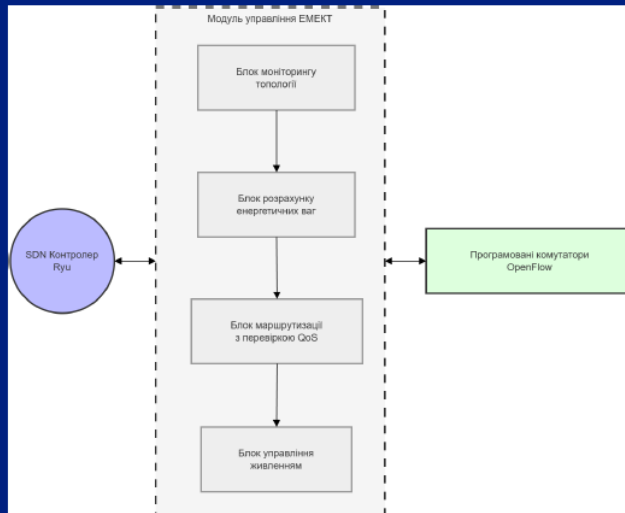 Модуль управління ЕМЕКТ
Блок моніторингу
топології
Блок розрахунку
енергетичних ваг
SDN Контролер
Ryu
Програмовані комутатори
OpenFlow
Блок маршрутизації
з перевіркою QoS
Блок управління
живленням